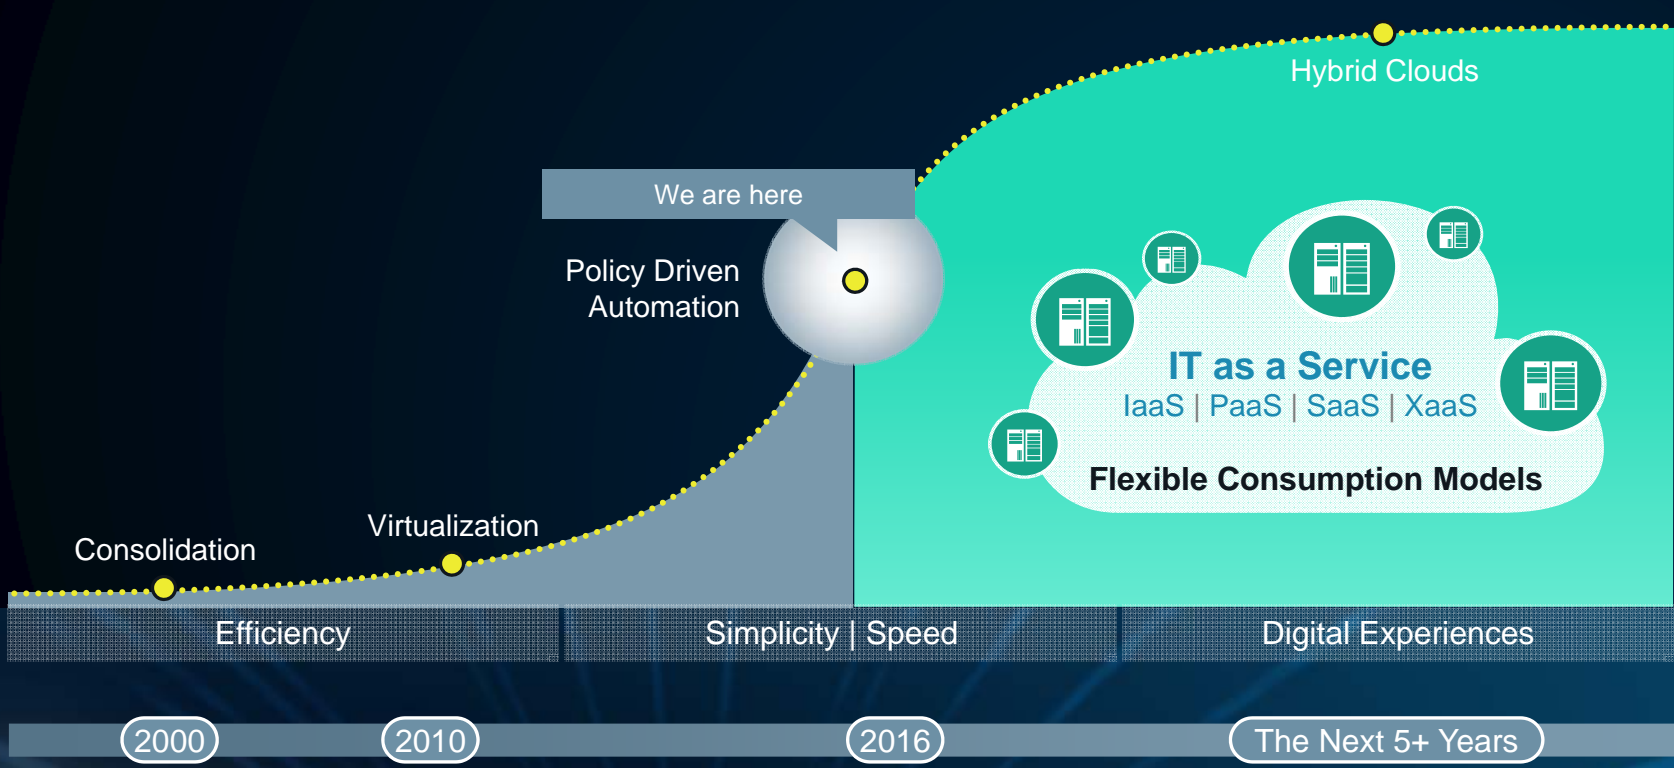 Hybrid Clouds
We are here
Policy Driven
Automation
IT as a Service
IaaS | PaaS | SaaS | XaaS
Flexible Consumption Models
Virtualization
Consolidation
Efficiency
Simplicity | Speed
Digital Experiences
2000
2010
2016
The Next 5+ Years